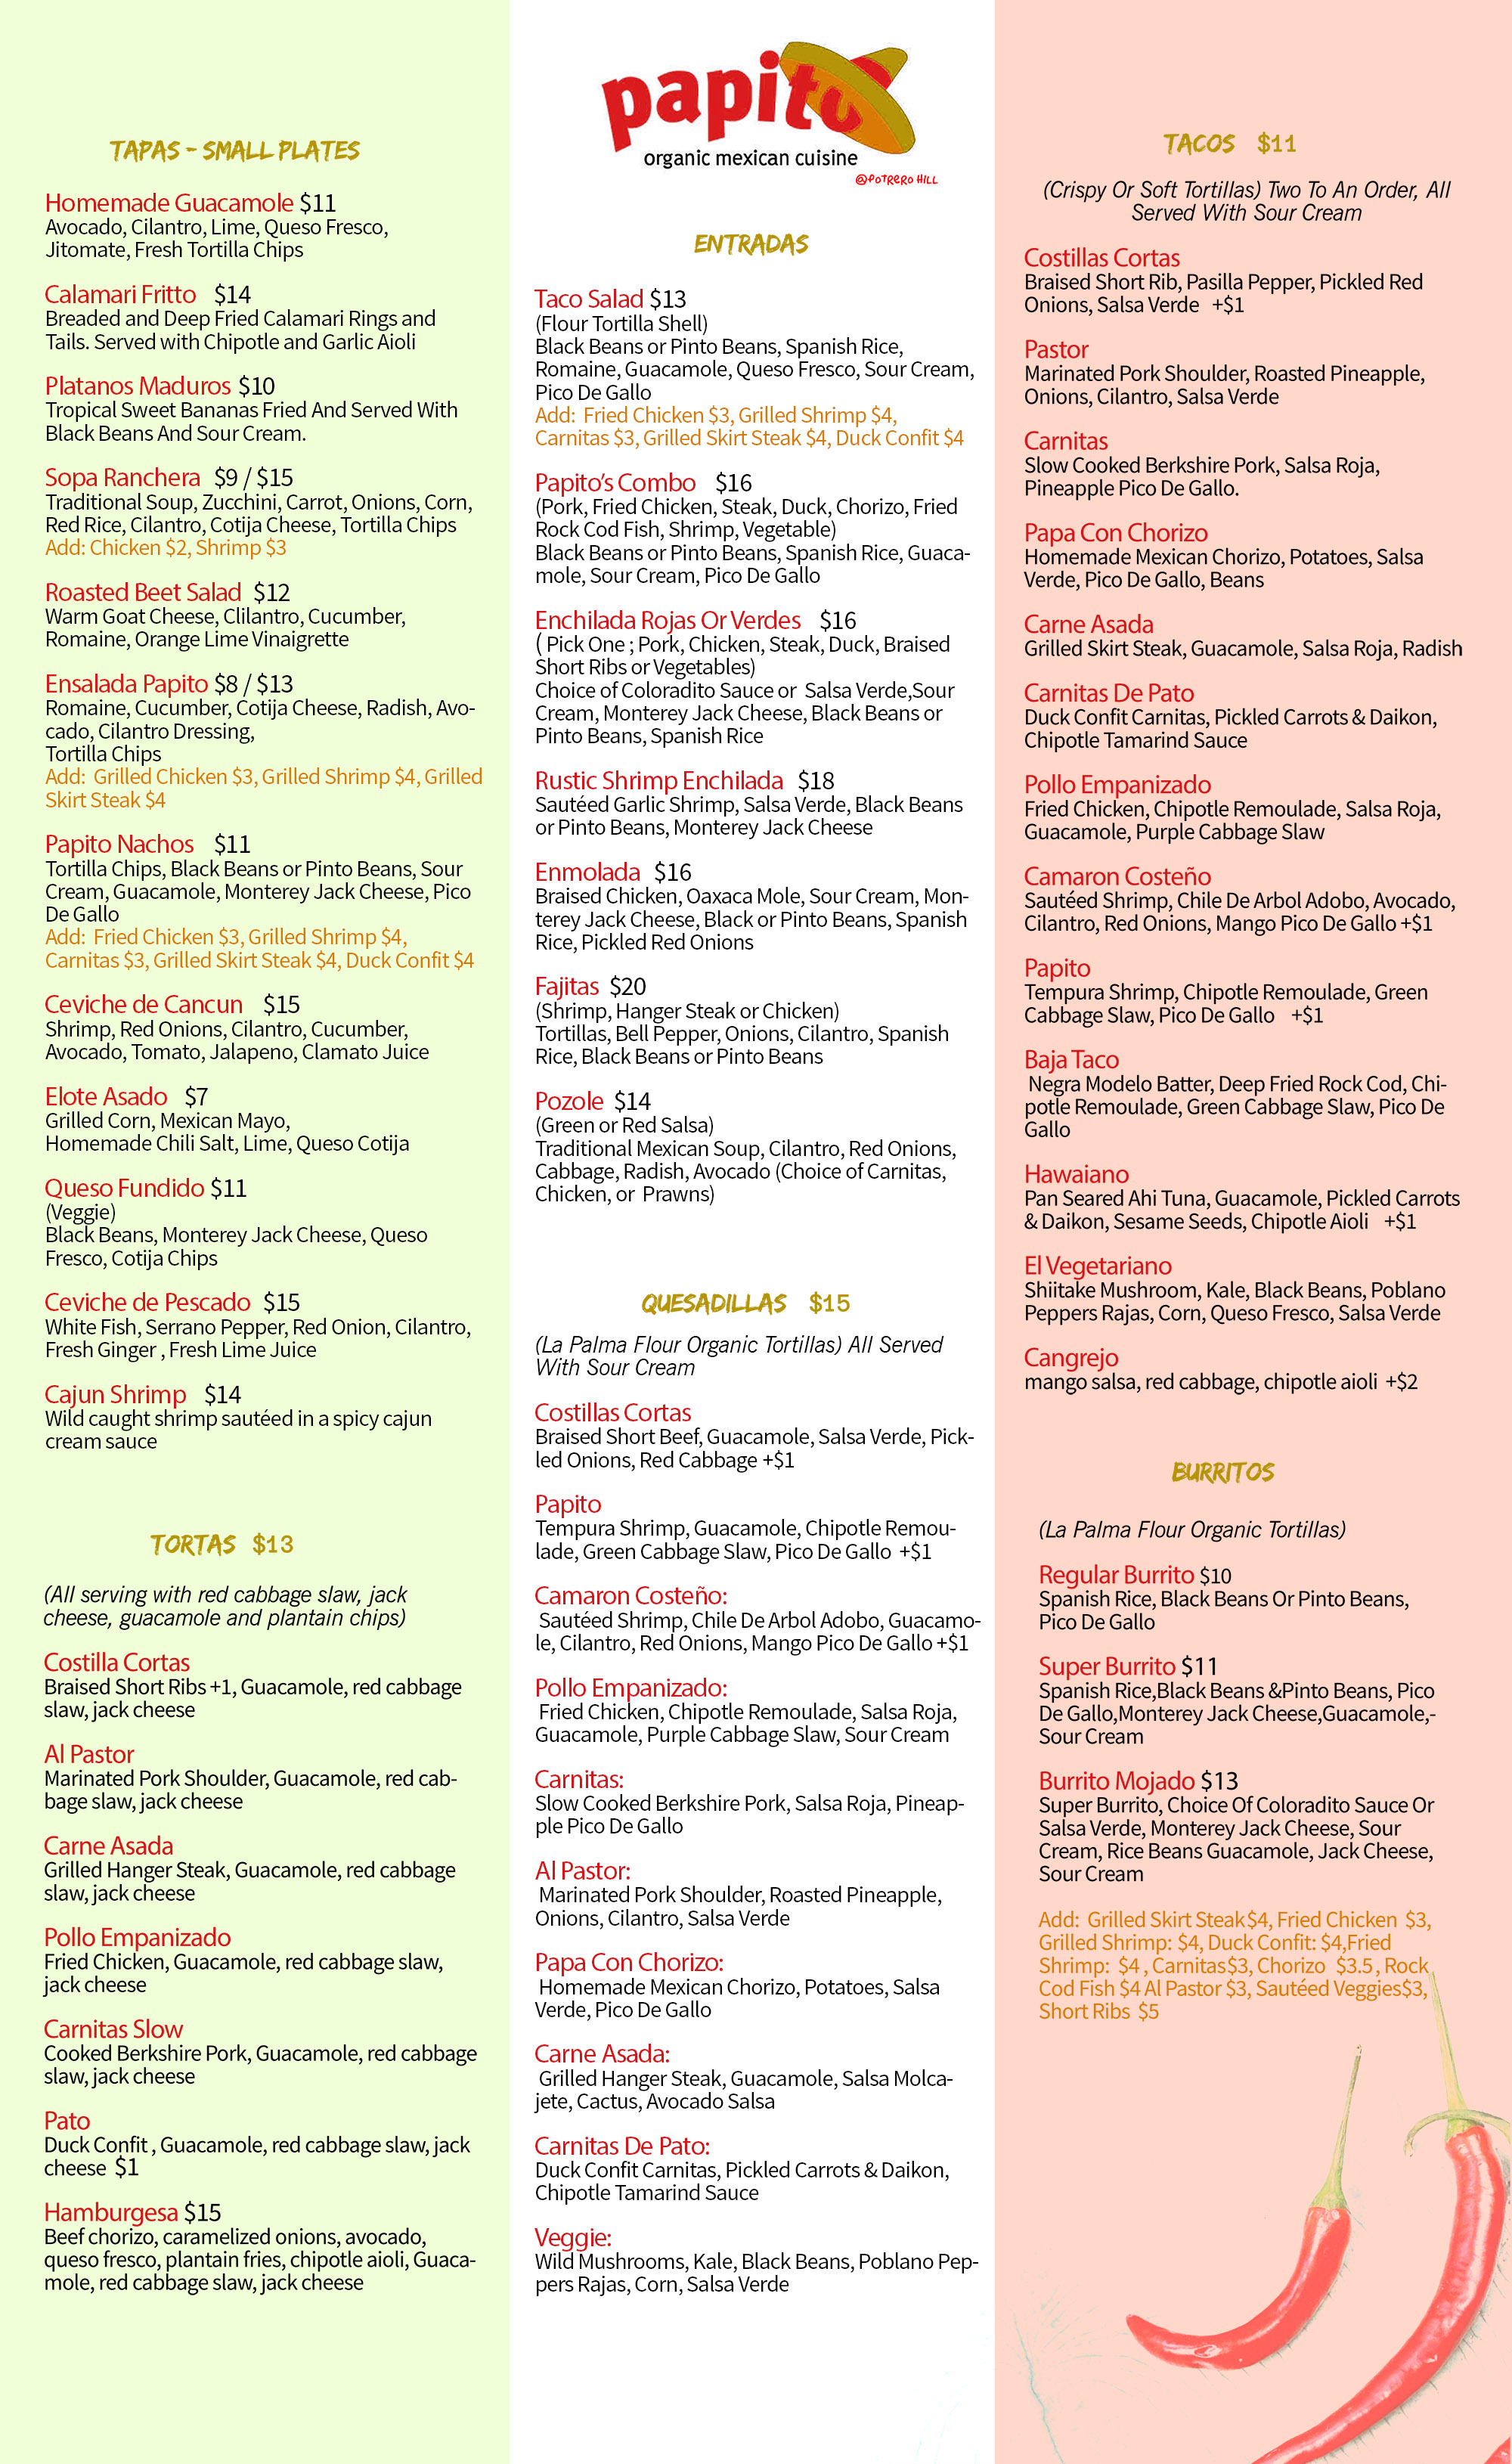 TAPAS - SMALL PLATES
Homemade Guacamole $11
Avocado, Cilantro, Lime, Queso Fresco,
Jitomate, Fresh Tortilla Chips
Calamari Fritto $14
Breaded and Deep Fried Calamari Rings and
Tails. Served with Chipotle and Garlic Aioli
Platanos Maduros $10
Tropical Sweet Bananas Fried And Served With
Black Beans And Sour Cream.
Sopa Ranchera $9 / $15
Traditional Soup, Zucchini, Carrot, Onions, Corn,
Red Rice, Cilantro, Cotija Cheese, Tortilla Chips
Add: Chicken $2, Shrimp $3
Roasted Beet Salad $12
Warm Goat Cheese, Clilantro, Cucumber,
Romaine, Orange Lime Vinaigrette
Ensalada Papito $8 / $13
Romaine, Cucumber, Cotija Cheese, Radish, Avo-
cado, Cilantro Dressing,
Tortilla Chips
Add: Grilled Chicken $3, Grilled Shrimp $4, Grilled
Skirt Steak $4
Papito Nachos $11
Tortilla Chips, Black Beans or Pinto Beans, Sour
Cream, Guacamole, Monterey Jack Cheese, Pico
De Gallo
Add: Fried Chicken $3, Grilled Shrimp $4,
Carnitas $3, Grilled Skirt Steak $4, Duck Confit $4
Ceviche de Cancun $15
Shrimp, Red Onions, Cilantro, Cucumber,
Avocado, Tomato, Jalapeno, Clamato Juice
Elote Asado $7
Grilled Corn, Mexican Mayo,
Homemade Chili Salt, Lime, Queso Cotija
Queso Fundido $11
(Veggie)
Black Beans, Monterey Jack Cheese, Queso
Fresco, Cotija Chips
Ceviche de Pescado $15
White Fish, Serrano Pepper, Red Onion, Cilantro,
Fresh Ginger , Fresh Lime Juice
Cajun Shrimp $14
Wild caught shrimp sautéed in a spicy cajun
cream sauce
TORTAS $13
(All serving with red cabbage slaw, jack
cheese, guacamole and plantain chips)
Costilla Cortas
Braised Short Ribs +1, Guacamole, red cabbage
slaw, jack cheese
Al Pastor
Marinated Pork Shoulder, Guacamole, red cab-
bage slaw, jack cheese
Carne Asada
Grilled Hanger Steak, Guacamole, red cabbage
slaw, jack cheese
Pollo Empanizado
Fried Chicken, Guacamole, red cabbage slaw,
jack cheese
Carnitas Slow
Cooked Berkshire Pork, Guacamole, red cabbage
slaw, jack cheese
Pato
Duck Confit , Guacamole, red cabbage slaw, jack
cheese $1
Hamburgesa $15
Beef chorizo, caramelized onions, avocado,
queso fresco, plantain fries, chipotle aioli, Guaca-
mole, red cabbage slaw, jack cheese
papito
organic mexican cuisine
@POTRERO HILL
ENTRADAS
Taco Salad $13
(Flour Tortilla Shell)
Black Beans or Pinto Beans, Spanish Rice,
Romaine, Guacamole, Queso Fresco, Sour Cream,
Pico De Gallo
Add: Fried Chicken $3, Grilled Shrimp $4,
Carnitas $3, Grilled Skirt Steak $4, Duck Confit $4
Papito's Combo $16
(Pork, Fried Chicken, Steak, Duck, Chorizo, Fried
Rock Cod Fish, Shrimp, Vegetable)
Black Beans or Pinto Beans, Spanish Rice, Guaca-
mole, Sour Cream, Pico De Gallo
Enchilada Rojas Or Verdes $16
( Pick One ; Pork, Chicken, Steak, Duck, Braised
Short Ribs or Vegetables)
Choice of Coloradito Sauce or Salsa Verde,Sour
Cream, Monterey Jack Cheese, Black Beans or
Pinto Beans, Spanish Rice
Rustic Shrimp Enchilada $18
Sautéed Garlic Shrimp, Salsa Verde, Black Beans
or Pinto Beans, Monterey Jack Cheese
Enmolada $16
Braised Chicken, Oaxaca Mole, Sour Cream, Mon-
terey Jack Cheese, Black or Pinto Beans, Spanish
Rice, Pickled Red Onions
Fajitas $20
(Shrimp, Hanger Steak or Chicken)
Tortillas, Bell Pepper, Onions, Cilantro, Spanish
Rice, Black Beans or Pinto Beans
Pozole $14
(Green or Red Salsa)
Traditional Mexican Soup, Cilantro, Red Onions,
Cabbage, Radish, Avocado (Choice of Carnitas,
Chicken, or Prawns)
QUESADILLAS $15
(La Palma Flour Organic Tortillas) All Served
With Sour Cream
Costillas Cortas
Braised Short Beef, Guacamole, Salsa Verde, Pick-
led Onions, Red Cabbage +$1
Papito
Tempura Shrimp, Guacamole, Chipotle Remou-
lade, Green Cabbage Slaw, Pico De Gallo +$1
Camaron Costeño:
Sautéed Shrimp, Chile De Arbol Adobo, Guacamo-
le, Cilantro, Red Onions, Mango Pico De Gallo +$1
Pollo Empanizado:
Fried Chicken, Chipotle Remoulade, Salsa Roja,
Guacamole, Purple Cabbage Slaw, Sour Cream
Carnitas:
Slow Cooked Berkshire Pork, Salsa Roja, Pineap-
ple Pico De Gallo
Al Pastor:
Marinated Pork Shoulder, Roasted Pineapple,
Onions, Cilantro, Salsa Verde
Papa Con Chorizo:
Homemade Mexican Chorizo, Potatoes, Salsa
Verde, Pico De Gallo
Carne Asada:
Grilled Hanger Steak, Guacamole, Salsa Molca-
jete, Cactus, Avocado Salsa
Carnitas De Pato:
Duck Confit Carnitas, Pickled Carrots & Daikon,
Chipotle Tamarind Sauce
Veggie:
Wild Mushrooms, Kale, Black Beans, Poblano Pep-
pers Rajas, Corn, Salsa Verde
TACOS $11
(Crispy Or Soft Tortillas) Two To An Order, All
Served With Sour Cream
Costillas Cortas
Braised Short Rib, Pasilla Pepper, Pickled Red
Onions, Salsa Verde +$1
Pastor
Marinated Pork Shoulder, Roasted Pineapple,
Onions, Cilantro, Salsa Verde
Carnitas
Slow Cooked Berkshire Pork, Salsa Roja,
Pineapple Pico De Gallo.
Papa Con Chorizo
Homemade Mexican Chorizo, Potatoes, Salsa
Verde, Pico De Gallo, Beans
Carne Asada
Grilled Skirt Steak, Guacamole, Salsa Roja, Radish
Carnitas De Pato
Duck Confit Carnitas, Pickled Carrots & Daikon,
Chipotle Tamarind Sauce
Pollo Empanizado
Fried Chicken, Chipotle Remoulade, Salsa Roja,
Guacamole, Purple Cabbage Slaw
Camaron Costeño
Sautéed Shrimp, Chile De Arbol Adobo, Avocado,
Cilantro, Red Onions, Mango Pico De Gallo +$1
Papito
Tempura Shrimp, Chipotle Remoulade, Green
Cabbage Slaw, Pico De Gallo +$1
Baja Taco
Negra Modelo Batter, Deep Fried Rock Cod, Chi-
potle Remoulade, Green Cabbage Slaw, Pico De
Gallo
Hawaiano
Pan Seared Ahi Tuna, Guacamole, Pickled Carrots
& Daikon, Sesame Seeds, Chipotle Aioli +$1
El Vegetariano
Shiitake Mushroom, Kale, Black Beans, Poblano
Peppers Rajas, Corn, Queso Fresco, Salsa Verde
Cangrejo
mango salsa, red cabbage, chipotle aioli +$2
BURRITOS
(La Palma Flour Organic Tortillas)
Regular Burrito $10
Spanish Rice, Black Beans Or Pinto Beans,
Pico De Gallo
Super Burrito $11
Spanish Rice,Black Beans &Pinto Beans, Pico
De Gallo,Monterey Jack Cheese,Guacamole,-
Sour Cream
Burrito Mojado $13
Super Burrito, Choice Of Coloradito Sauce Or
Salsa Verde, Monterey Jack Cheese, Sour
Cream, Rice Beans Guacamole, Jack Cheese,
Sour Cream
Add: Grilled Skirt Steak$4, Fried Chicken $3,
Grilled Shrimp: $4, Duck Confit: $4,Fried
Shrimp: $4 , Carnitas$3, Chorizo $3.5 , Rock
Cod Fish $4 Al Pastor $3, Sautéed Veggies$3,
Short Ribs $5